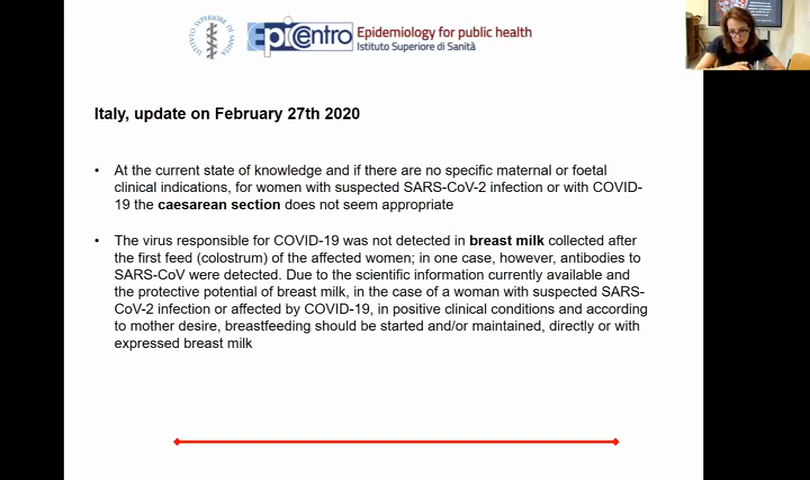 ISTITUTO SUPERIORE DI SANITÀ
EpiCentro
Epidemiology for public health
Istituto Superiore di Sanità
Italy, update on February 27th 2020
• At the current state of knowledge and if there are no specific maternal or foetal
clinical indications, for women with suspected SARS-CoV-2 infection or with COVID-
19 the caesarean section does not seem appropriate
• The virus responsible for COVID-19 was not detected in breast milk collected after
the first feed (colostrum) of the affected women; in one case, however, antibodies to
SARS-CoV were detected. Due to the scientific information currently available and
the protective potential of breast milk, in the case of a woman with suspected SARS-
CoV-2 infection or affected by COVID-19, in positive clinical conditions and according
to mother desire, breastfeeding should be started and/or maintained, directly or with
expressed breast milk